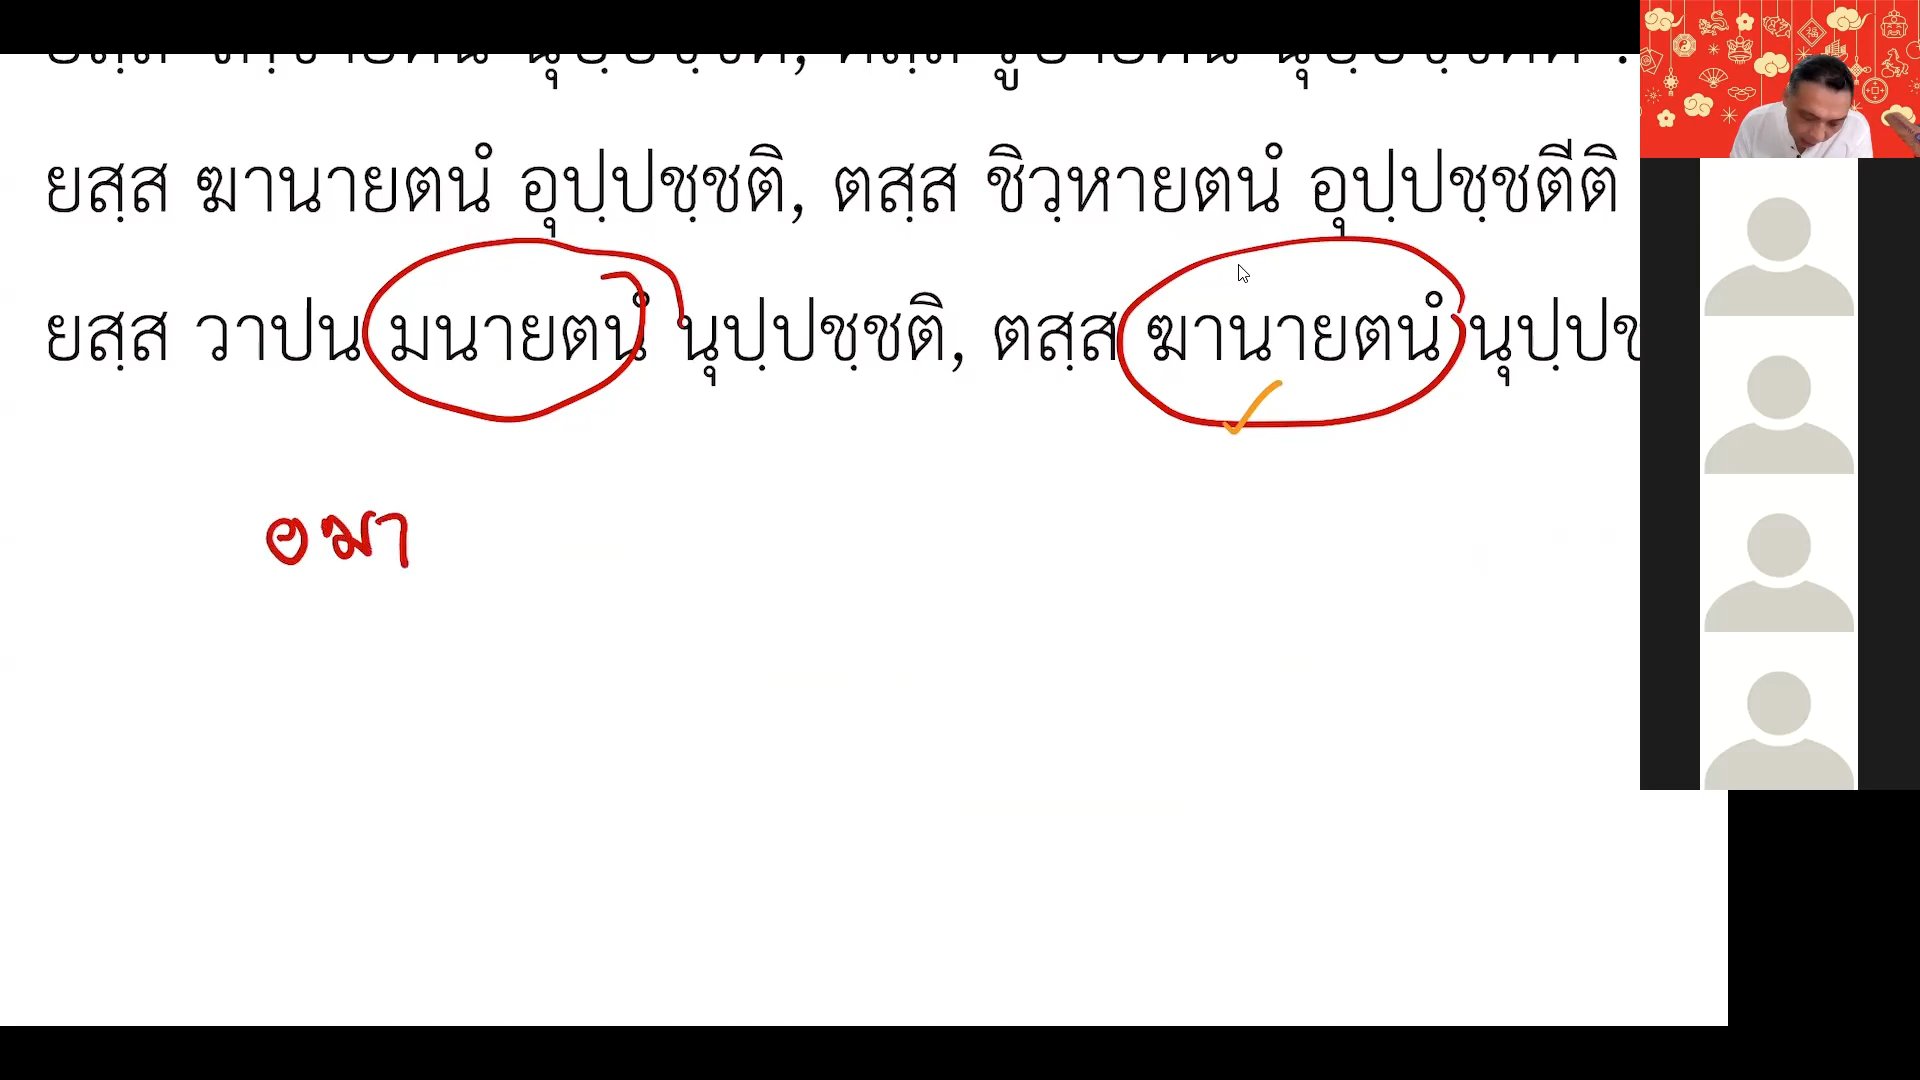 ยสฺส ฆานายตนํ อุปฺปชฺชติ, ตสฺส ชิวฺหายตนํ อุปฺปชฺชตีติ
ยสฺส วาปน มนายตนํ นุปฺปชฺชติ, ตสฺส ฆานายตนํ นุปฺปช